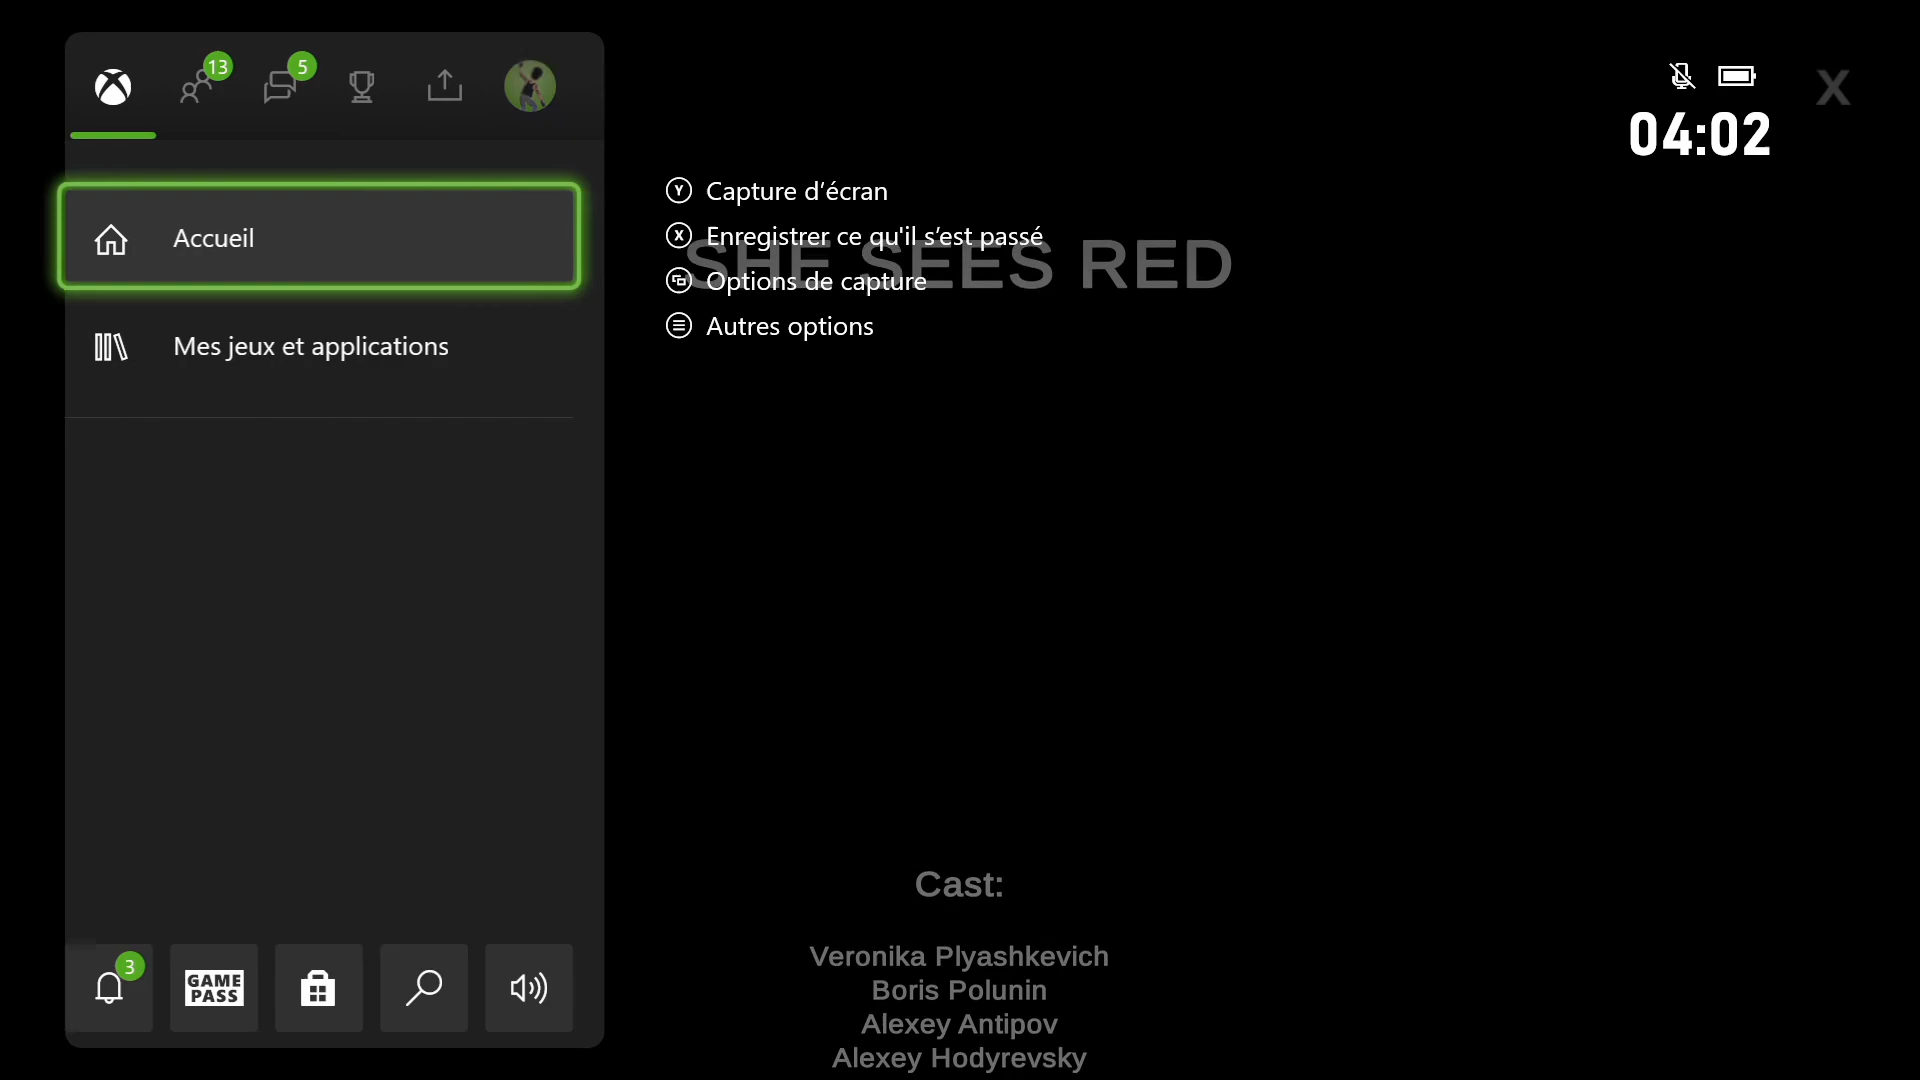 13
5
04:02
X
Accueil
Mes jeux et applications
Y Capture d’écran
X Enregistrer ce qu'il s’est passé
Options de capture
Autres options
SHE SEES RED
3
GAME
PASS
Cast:
Veronika Plyashkevich
Boris Polunin
Alexey Antipov
Alexey Hodyrevsky